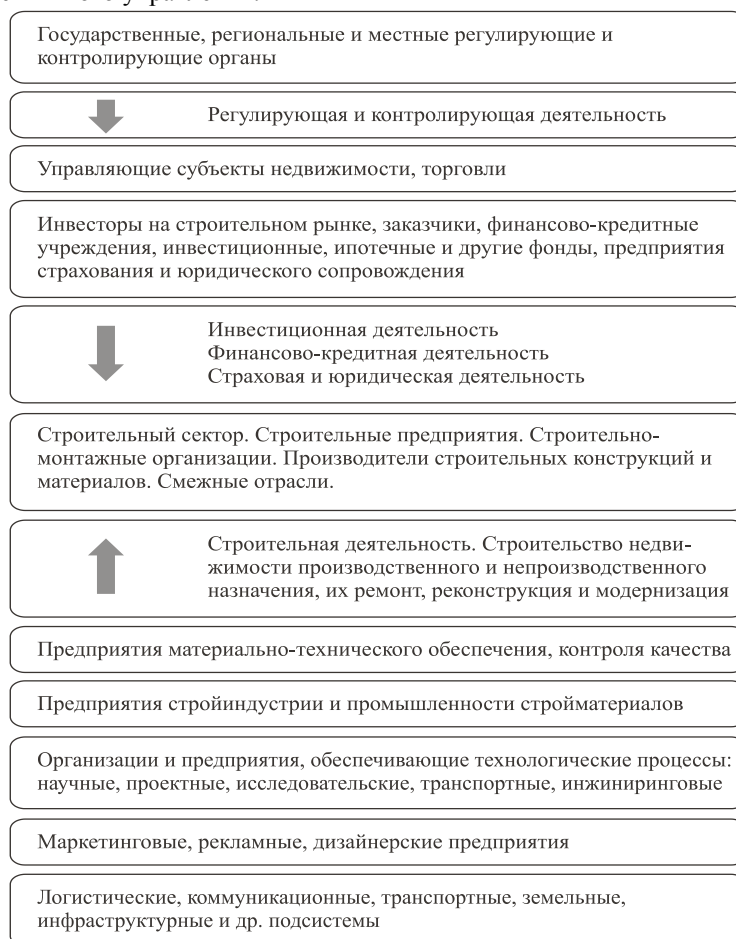 Государственные, региональные и местные регулирующие и
контролирующие органы
Регулирующая и контролирующая деятельность
Управляющие субъекты недвижимости, торговли
Инвесторы на строительном рынке, заказчики, финансово-кредитные
учреждения, инвестиционные, ипотечные и другие фонды, предприятия
страхования и юридического сопровождения
Инвестиционная деятельность
Финансово-кредитная деятельность
Страховая и юридическая деятельность
Строительный сектор. Строительные предприятия. Строительно-
монтажные организации. Производители строительных конструкций и
материалов. Смежные отрасли.
Строительная деятельность. Строительство недви-
жимости производственного и непроизводственного
назначения, их ремонт, реконструкция и модернизация
Предприятия материально-технического обеспечения, контроля качества
Предприятия стройиндустрии и промышленности стройматериалов
Организации и предприятия, обеспечивающие технологические процессы:
научные, проектные, исследовательские, транспортные, инжиниринговые
Маркетинговые, рекламные, дизайнерские предприятия
Логистические, коммуникационные, транспортные, земельные,
инфраструктурные и др. подсистемы